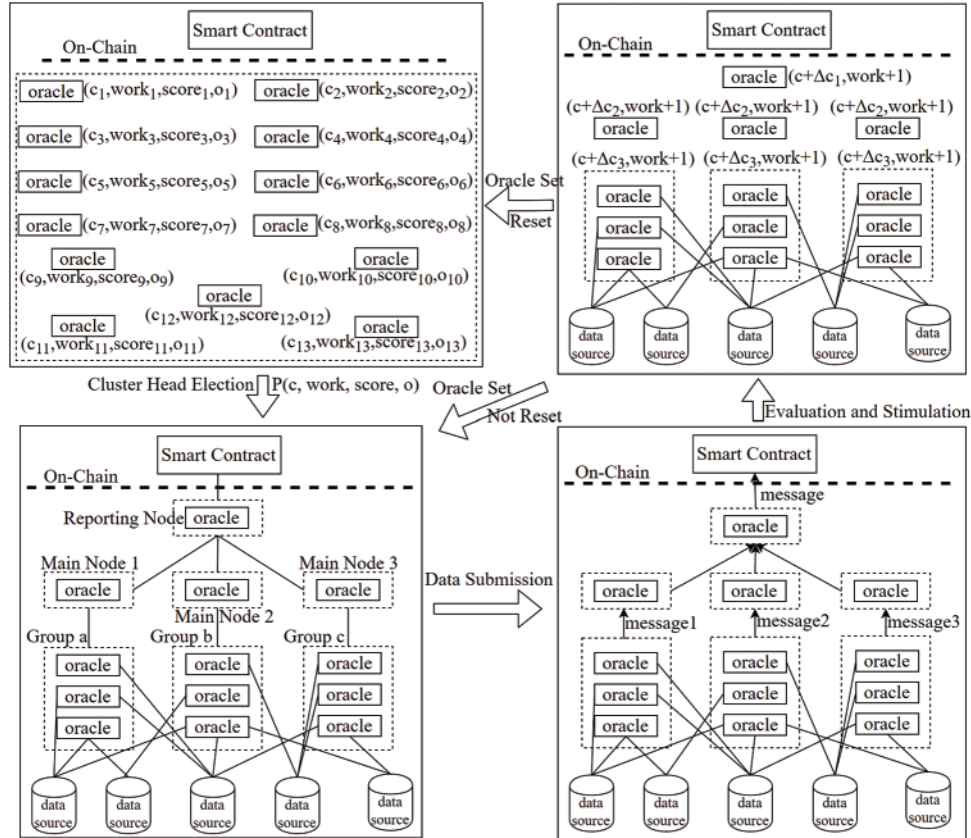 Smart Contract
On-Chain
oracle (c1,work1,score1,o1)
oracle (c2,work2,score2,o2)
oracle (c3,work3,score3,o3)
oracle (c4,work4,score4,o4)
oracle (c5,work5,score5,o5)
oracle (c6,work6,score6,o6)
oracle (c7,work7,score7,o7)
oracle (c8,work8,score8,o8)
oracle
(c9,work9,score9,o9)
oracle
(c10,work10,score10,o10)
oracle
(c12,work12,score12,o12)
oracle
(c11,work11,score11,o11)
oracle
(c13,work13,score13,o13)
Oracle Set
Reset
Smart Contract
On-Chain
oracle (c+Δc1,work+1)
(c+Δc2,work+1) (c+Δc2,work+1) (c+Δc2,work+1)
oracle oracle oracle
(c+Δc3,work+1) (c+Δc3,work+1) (c+Δc3,work+1)
oracle oracle oracle
oracle oracle oracle
oracle oracle oracle
data data data data data
source source source source source
Cluster Head Election P(c, work, score, o)
Oracle Set
Not Reset
Evaluation and Stimulation
Smart Contract
On-Chain
Reporting Node oracle
Main Node 1 Main Node 3
oracle oracle oracle
Main Node 2
Group a Group b Group c
oracle oracle oracle
oracle oracle oracle
oracle oracle oracle
data data data data data
source source source source source
Data Submission
Smart Contract
On-Chain
message
oracle
oracle oracle oracle
message1 message2 message3
oracle oracle oracle
oracle oracle oracle
oracle oracle oracle
data data data data data
source source source source source